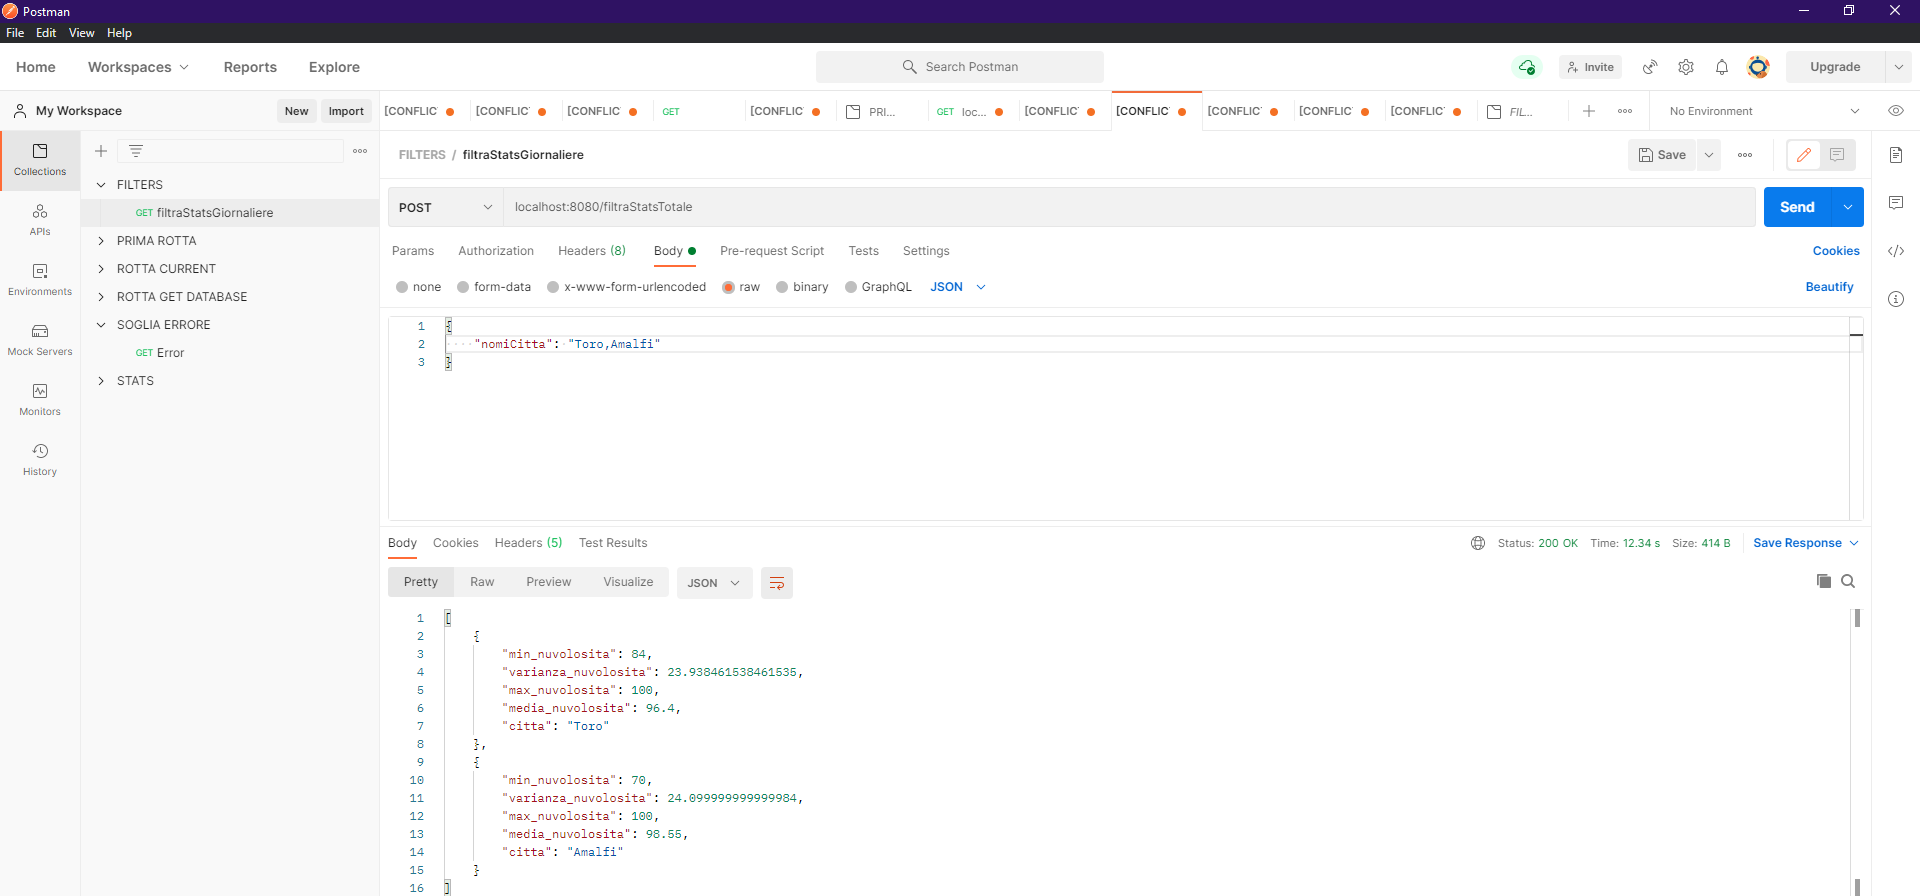 Postman
File Edit View Help
Home Workspaces Reports Explore Search Postman Invite Upgrade
My Workspace New Import [CONFLIC [CONFLIC [CONFLIC GET [CONFLIC PRI... GET loc... [CONFLIC [CONFLIC [CONFLIC [CONFLIC [CONFLIC FIL... No Environment
Collections
APIs
Environments
Mock Servers
Monitors
History
FILTERS
GET filtraStatsGiornaliere
PRIMA ROTTA
ROTTA CURRENT
ROTTA GET DATABASE
SOGLIA ERRORE
GET Error
STATS
FILTERS / filtraStatsGiornaliere Save
POST localhost:8080/filtraStatsTotale Send
Params Authorization Headers (8) Body Pre-request Script Tests Settings Cookies
none form-data x-www-form-urlencoded raw binary GraphQL JSON Beautify
1 {
2 "nomiCitta": "Toro,Amalfi"
3 }
Body Cookies Headers (5) Test Results Status: 200 OK Time: 12.34 s Size: 414 B Save Response
Pretty Raw Preview Visualize JSON
1 [
2 {
3 "min_nuvolosita": 84,
4 "varianza_nuvolosita": 23.938461538461535,
5 "max_nuvolosita": 100,
6 "media_nuvolosita": 96.4,
7 "citta": "Toro"
8 },
9 {
10 "min_nuvolosita": 70,
11 "varianza_nuvolosita": 24.099999999999984,
12 "max_nuvolosita": 100,
13 "media_nuvolosita": 98.55,
14 "citta": "Amalfi"
15 }
16 ]